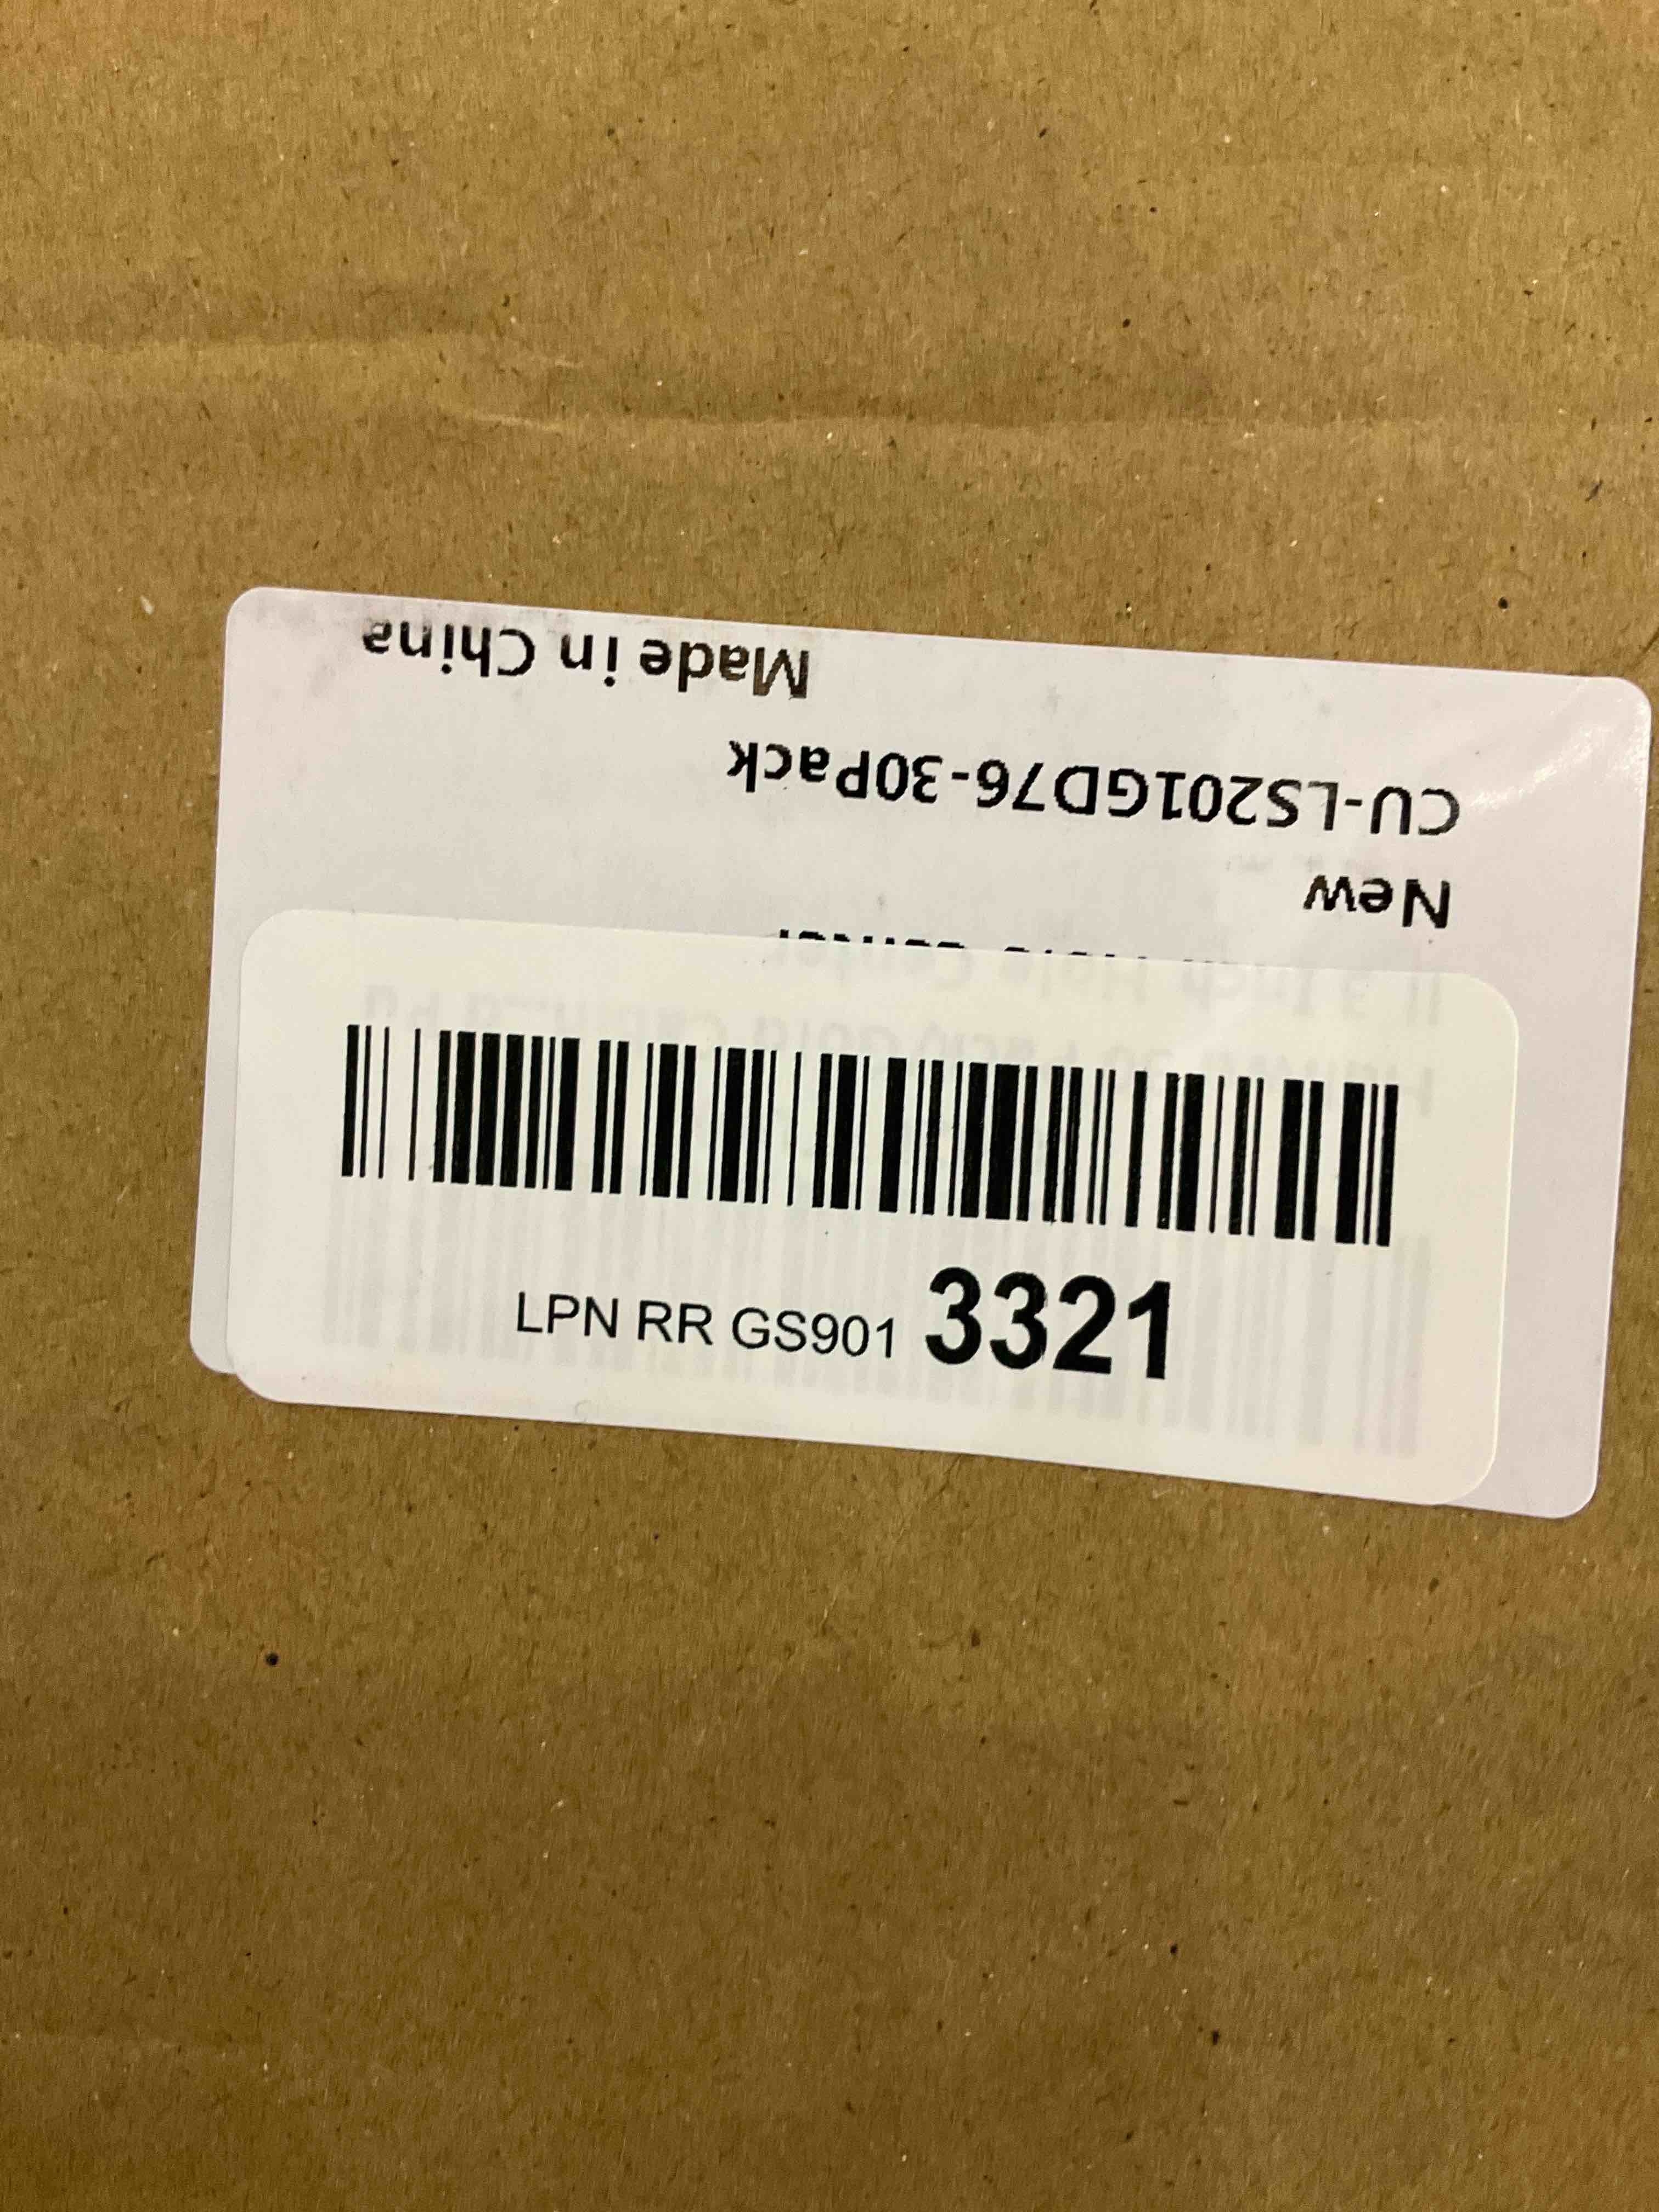 Made in China
CU-LS201GD76-30Pack
New
LPN RR GS901 3321